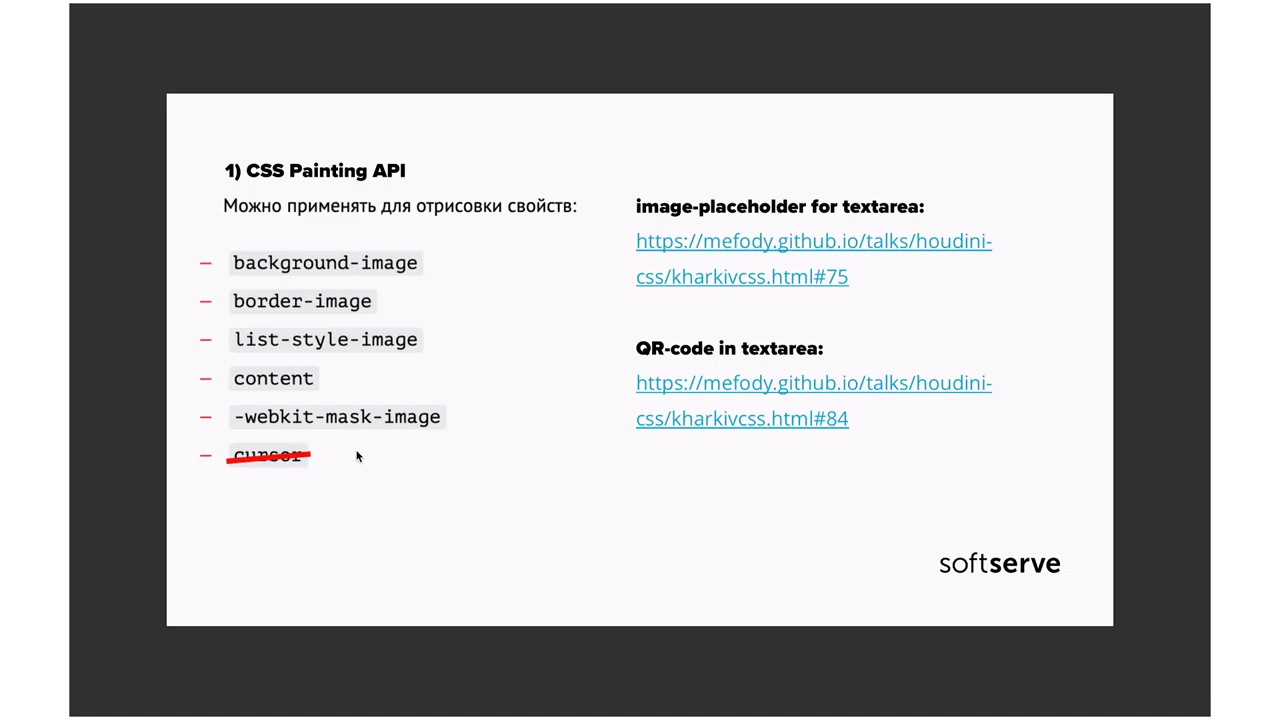 1) CSS Painting API
Можно применять для отрисовки свойств:
– background-image
– border-image
– list-style-image
– content
– -webkit-mask-image
– cursor
image-placeholder for textarea:
https://mefody.github.io/talks/houdini-
css/kharkivcss.html#75
QR-code in textarea:
https://mefody.github.io/talks/houdini-
css/kharkivcss.html#84
softserve